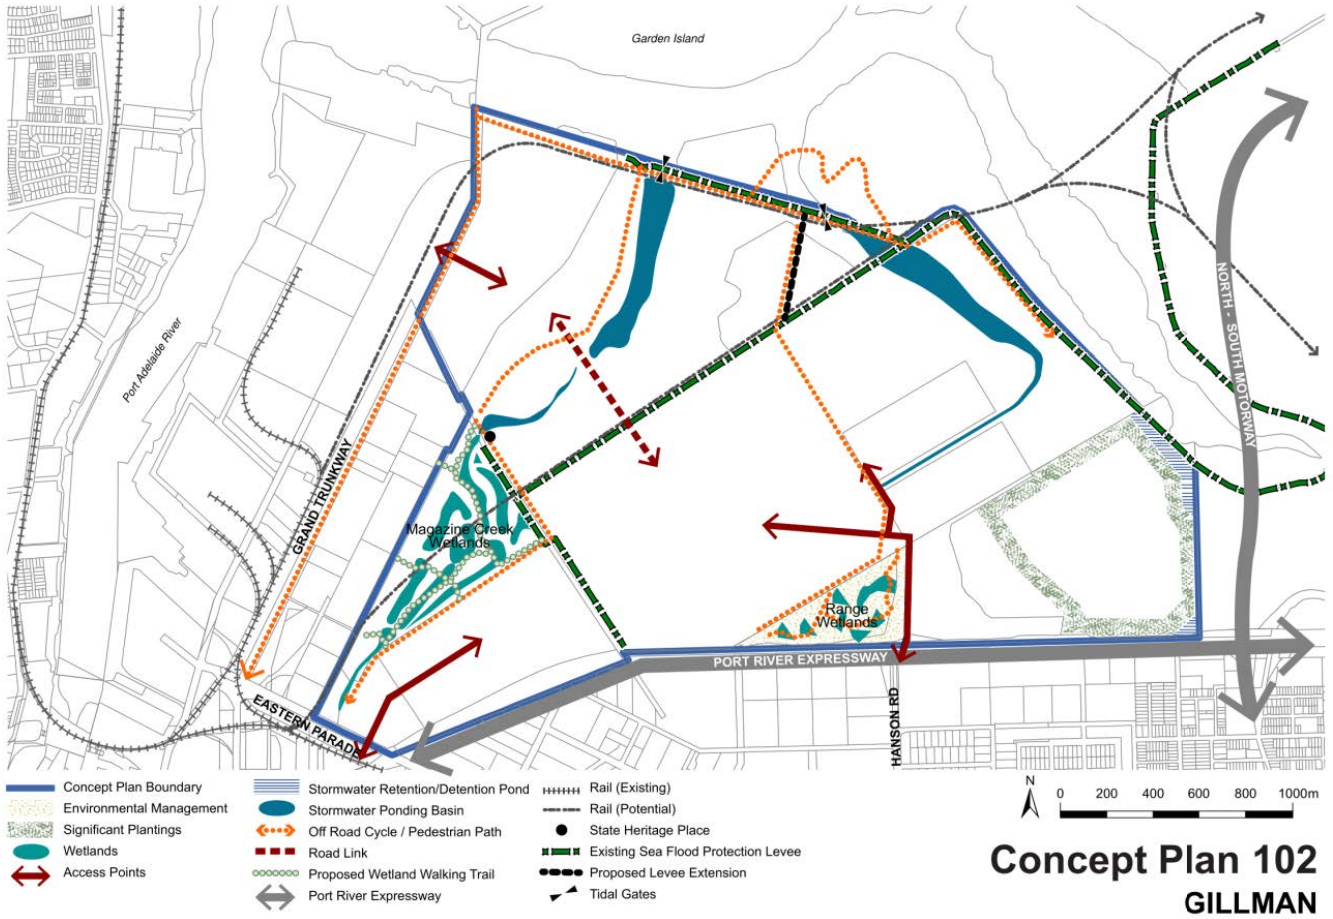 Garden Island
Port Adelaide River
GRAND TRUNKWAY
NORTH - SOUTH MOTORWAY
Magazine Creek
Wetlands
Range
Wetlands
PORT RIVER EXPRESSWAY
EASTERN PARADE
HANSON RD
Concept Plan Boundary
Environmental Management
Significant Plantings
Wetlands
Access Points
Stormwater Retention/Detention Pond
Stormwater Ponding Basin
Off Road Cycle / Pedestrian Path
Road Link
Proposed Wetland Walking Trail
Port River Expressway
Rail (Existing)
Rail (Potential)
State Heritage Place
Existing Sea Flood Protection Levee
Proposed Levee Extension
Tidal Gates
N
0 200 400 600 800 1000m
Concept Plan 102
GILLMAN